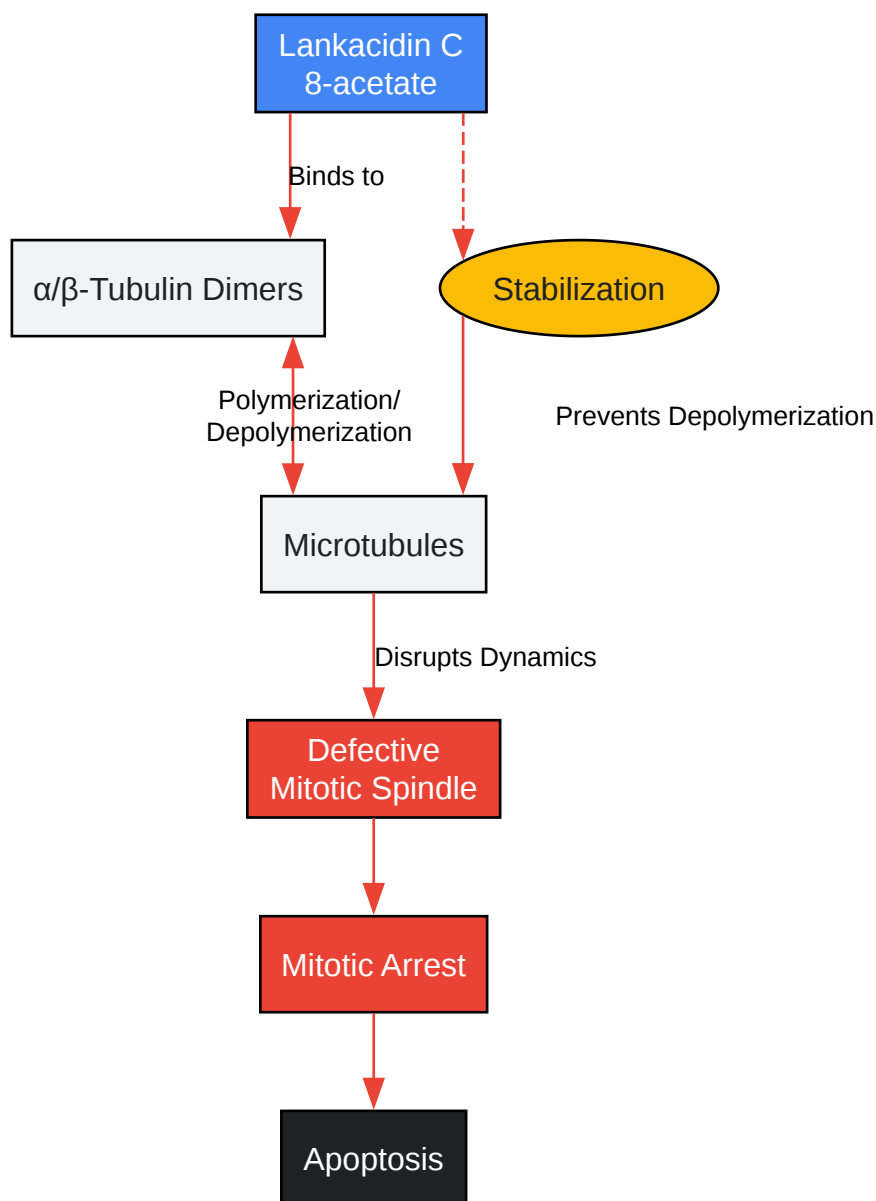 Lankacidin C
8-acetate
Binds to
α/β-Tubulin Dimers
Stabilization
Polymerization/
Depolymerization
Prevents Depolymerization
Microtubules
Disrupts Dynamics
Defective
Mitotic Spindle
Mitotic Arrest
Apoptosis